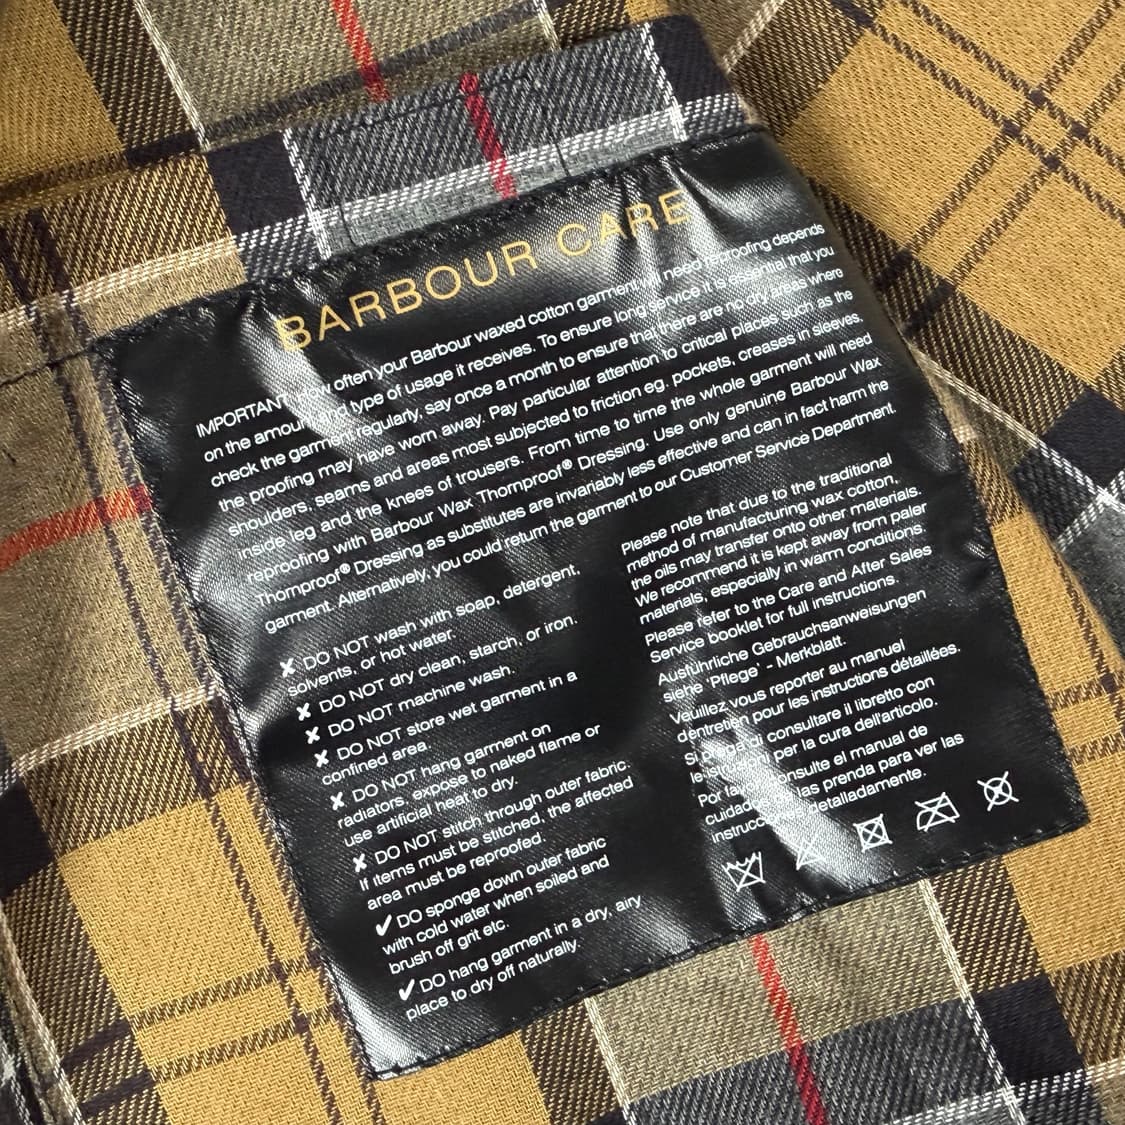 BARBOUR CARE
IMPORTANT How often your Barbour waxed cotton garment will need reproofing depends
on the amount and type of usage it receives. To ensure long service it is essential that you
check the garment regularly, say once a month to ensure that there are no dry areas where
the proofing may have worn away. Pay particular attention to critical places such as the
shoulders, seams and areas most subjected to friction eg. pockets, creases in sleeves,
inside leg and the knees of trousers. From time to time the whole garment will need
reproofing with Barbour Wax Thornproof® Dressing. Use only genuine Barbour Wax
Thornproof® Dressing as substitutes are invariably less effective and can in fact harm the
garment. Alternatively, you could return the garment to our Customer Service Department.
✘ DO NOT wash with soap, detergent,
solvents, or hot water.
✘ DO NOT dry clean, starch, or iron.
✘ DO NOT machine wash.
✘ DO NOT store wet garment in a
confined area.
✘ DO NOT hang garment on
radiators, expose to naked flame or
use artificial heat to dry.
✘ DO NOT stitch through outer fabric.
If items must be stitched, the affected
area must be reproofed.
✔ DO sponge down outer fabric
with cold water when soiled and
brush off grit etc.
✔ DO hang garment in a dry, airy
place to dry off naturally.
Please note that due to the traditional
method of manufacturing wax cotton,
the oils may transfer onto other materials.
We recommend it is kept away from paler
materials, especially in warm conditions.
Please refer to the Care and After Sales
Service booklet for full instructions.
Ausführliche Gebrauchsanweisungen
siehe 'Pflege' - Merkblatt.
Veuillez vous reporter au manuel
d'entretien pour les instructions détaillées.
Si prega di consultare il libretto con
le istruzioni per la cura dell'articolo.
Por favor consulte el manual de
cuidados de las prenda para ver las
instrucciones detalladamente.